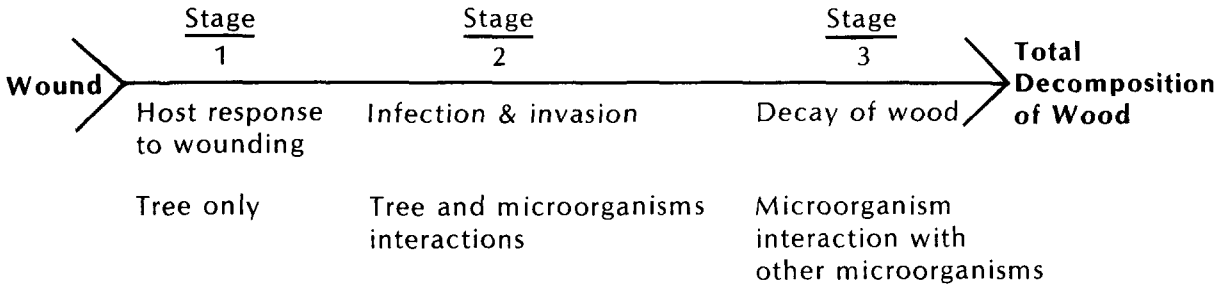 Stage
1
Stage
2
Stage
3
Wound
Total
Decomposition
of Wood
Host response
to wounding
Infection & invasion
Decay of wood
Tree only
Tree and microorganisms
interactions
Microorganism
interaction with
other microorganisms